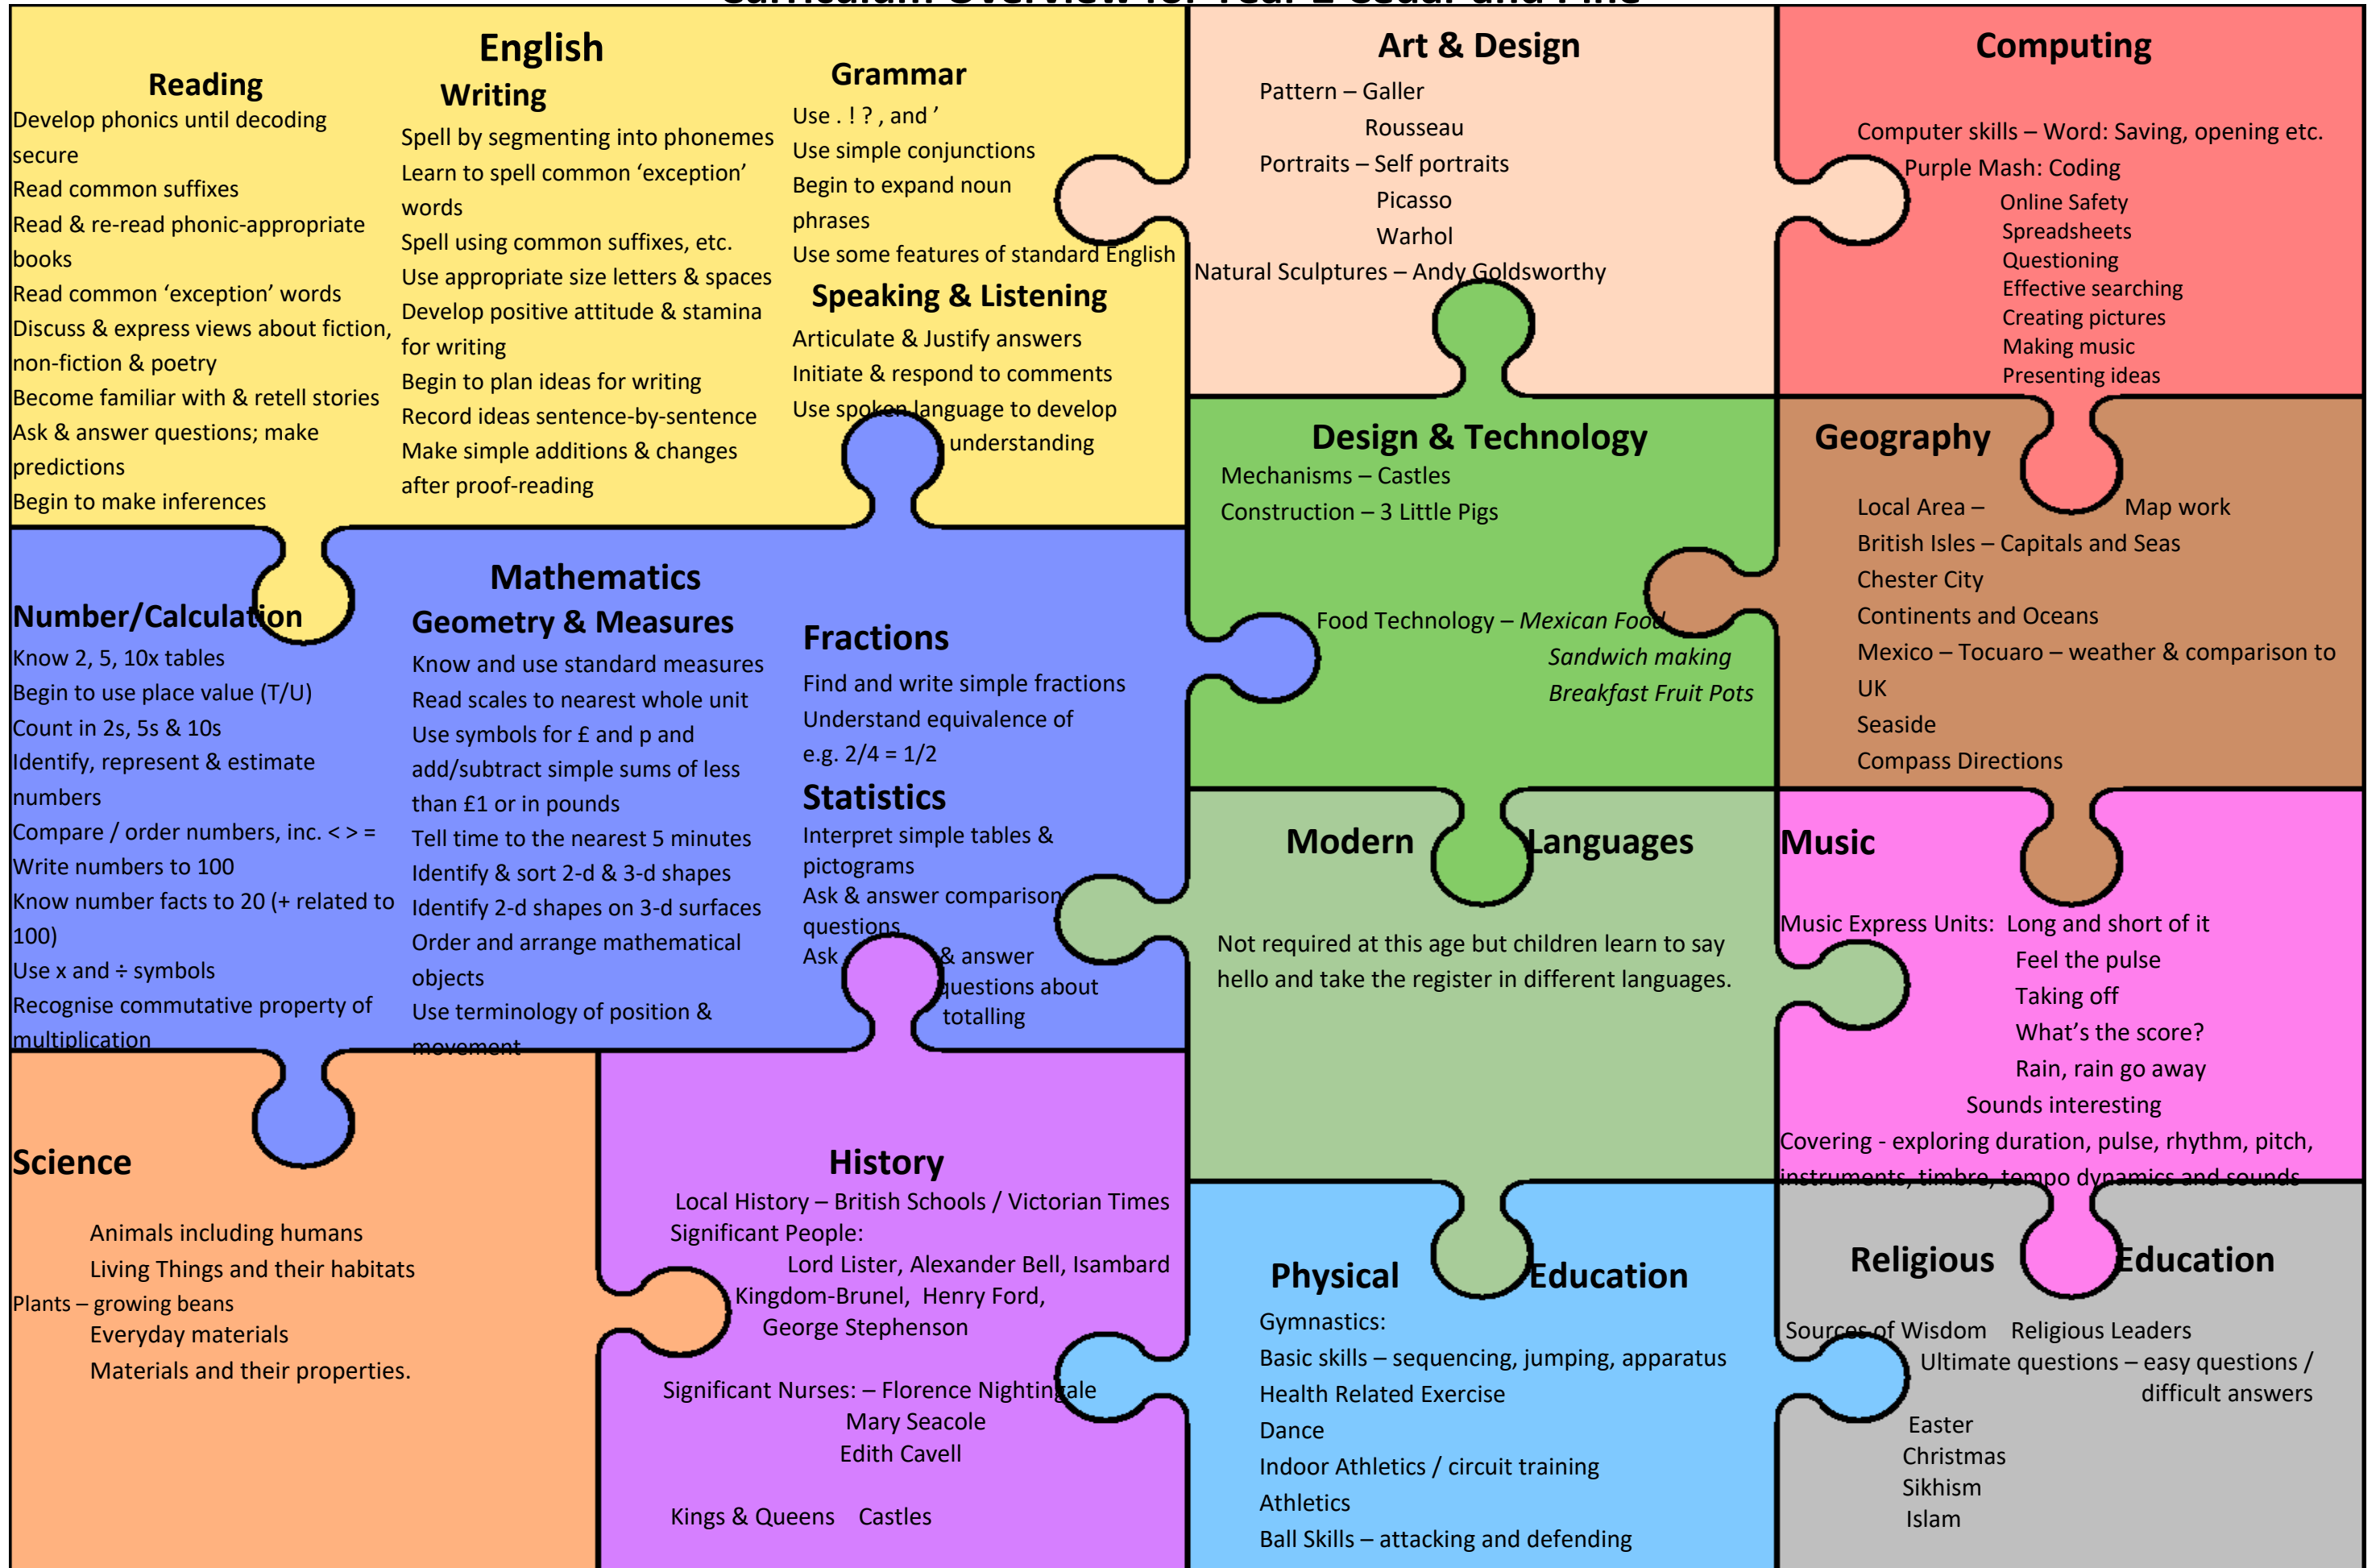 Curriculum Overview for Year 2 Cedar and Pine
English
Reading
Develop phonics until decoding
secure
Read common suffixes
Read & re-read phonic-appropriate
books
Read common ‘exception’ words
Discuss & express views about fiction,
non-fiction & poetry
Become familiar with & retell stories
Ask & answer questions; make
predictions
Begin to make inferences
Writing
Spell by segmenting into phonemes
Learn to spell common ‘exception’
words
Spell using common suffixes, etc.
Use appropriate size letters & spaces
Develop positive attitude & stamina
for writing
Begin to plan ideas for writing
Record ideas sentence-by-sentence
Make simple additions & changes
after proof-reading
Grammar
Use . ! ? , and ’
Use simple conjunctions
Begin to expand noun
phrases
Use some features of standard English
Speaking & Listening
Articulate & Justify answers
Initiate & respond to comments
Use spoken language to develop
understanding
Art & Design
Pattern – Galler
Rousseau
Portraits – Self portraits
Picasso
Warhol
Natural Sculptures – Andy Goldsworthy
Computing
Computer skills – Word: Saving, opening etc.
Purple Mash: Coding
Online Safety
Spreadsheets
Questioning
Effective searching
Creating pictures
Making music
Presenting ideas
Mathematics
Number/Calculation
Know 2, 5, 10x tables
Begin to use place value (T/U)
Count in 2s, 5s & 10s
Identify, represent & estimate
numbers
Compare / order numbers, inc. < > =
Write numbers to 100
Know number facts to 20 (+ related to
100)
Use x and ÷ symbols
Recognise commutative property of
multiplication
Geometry & Measures
Know and use standard measures
Read scales to nearest whole unit
Use symbols for £ and p and
add/subtract simple sums of less
than £1 or in pounds
Tell time to the nearest 5 minutes
Identify & sort 2-d & 3-d shapes
Identify 2-d shapes on 3-d surfaces
Order and arrange mathematical
objects
Use terminology of position &
movement
Fractions
Find and write simple fractions
Understand equivalence of
e.g. 2/4 = 1/2
Statistics
Interpret simple tables &
pictograms
Ask & answer comparison
questions
Ask & answer
questions about
totalling
Design & Technology
Mechanisms – Castles
Construction – 3 Little Pigs
Food Technology – Mexican Food
Sandwich making
Breakfast Fruit Pots
Geography
Local Area – Map work
British Isles – Capitals and Seas
Chester City
Continents and Oceans
Mexico – Tocuaro – weather & comparison to
UK
Seaside
Compass Directions
Modern Languages
Not required at this age but children learn to say
hello and take the register in different languages.
Music
Music Express Units: Long and short of it
Feel the pulse
Taking off
What’s the score?
Rain, rain go away
Sounds interesting
Covering - exploring duration, pulse, rhythm, pitch,
instruments, timbre, tempo dynamics and sounds
Science
Animals including humans
Living Things and their habitats
Plants – growing beans
Everyday materials
Materials and their properties.
History
Local History – British Schools / Victorian Times
Significant People:
Lord Lister, Alexander Bell, Isambard
Kingdom-Brunel, Henry Ford,
George Stephenson
Significant Nurses: – Florence Nightingale
Mary Seacole
Edith Cavell
Kings & Queens Castles
Physical Education
Gymnastics:
Basic skills – sequencing, jumping, apparatus
Health Related Exercise
Dance
Indoor Athletics / circuit training
Athletics
Ball Skills – attacking and defending
Religious Education
Sources of Wisdom Religious Leaders
Ultimate questions – easy questions /
difficult answers
Easter
Christmas
Sikhism
Islam